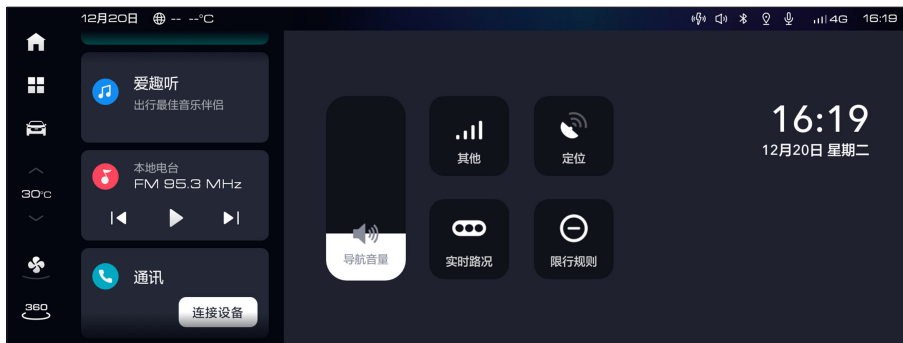 12月20日 -- --°C
4G 16:19
爱趣听
出行最佳音乐伴侣
本地电台
FM 95.3 MHz
30°C
通讯
连接设备
360
导航音量
其他
定位
实时路况
限行规则
16:19
12月20日 星期二